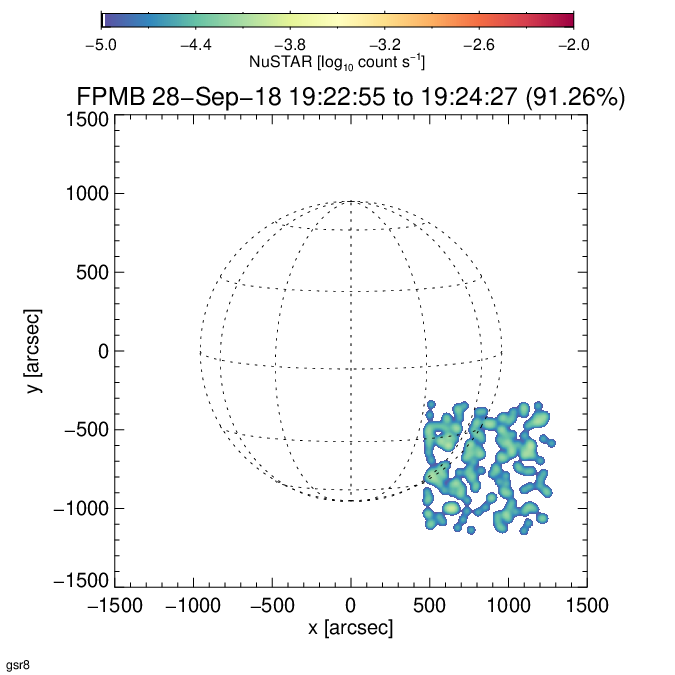 −5.0 −4.4 −3.8 −3.2 −2.6 −2.0
NuSTAR [log10 count s−1]
FPMB 28−Sep−18 19:22:55 to 19:24:27 (91.26%)
1500
1000
500
0
−500
−1000
−1500
y [arcsec]
−1500 −1000 −500 0 500 1000 1500
x [arcsec]
gsr8